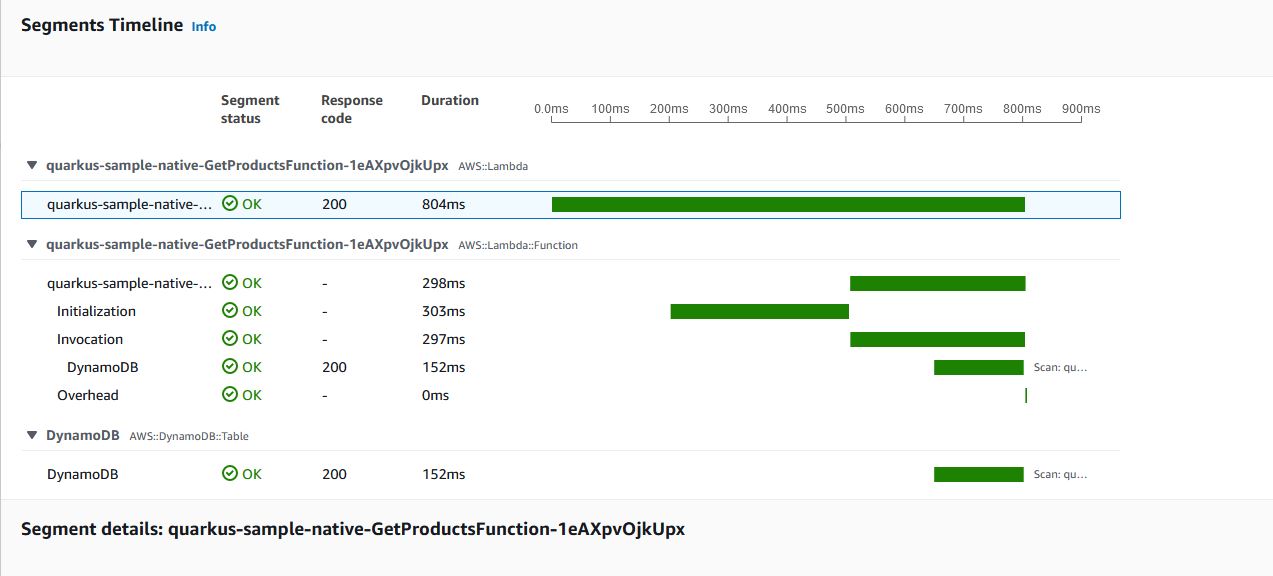 Segments Timeline Info
Segment status Response code Duration 0.0ms 100ms 200ms 300ms 400ms 500ms 600ms 700ms 800ms 900ms
quarkus-sample-native-GetProductsFunction-1eAXpvOjkUpx AWS::Lambda
quarkus-sample-native-... OK 200 804ms
quarkus-sample-native-GetProductsFunction-1eAXpvOjkUpx AWS::Lambda::Function
quarkus-sample-native-... OK - 298ms
Initialization OK - 303ms
Invocation OK - 297ms
DynamoDB OK 200 152ms Scan: qu...
Overhead OK - 0ms
DynamoDB AWS::DynamoDB::Table
DynamoDB OK 200 152ms Scan: qu...
Segment details: quarkus-sample-native-GetProductsFunction-1eAXpvOjkUpx